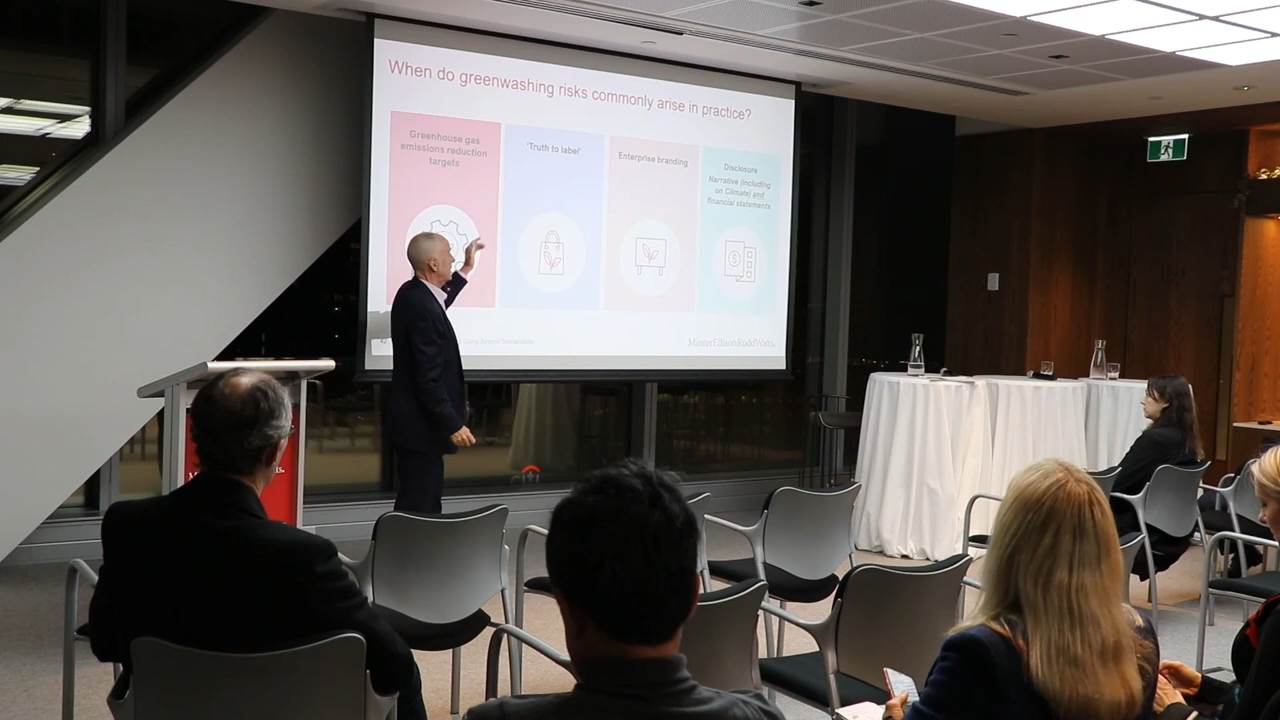 When do greenwashing risks commonly arise in practice?
Greenhouse gas
emissions reduction
targets
'Truth to label'
Enterprise branding
Disclosure
Narrative (including
on Climate) and
financial statements
$
MinterEllisonRuddWatts.
citi